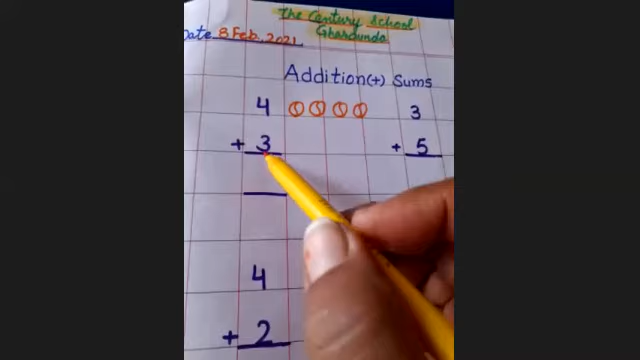 The Century School
Gharaunda
Date 8 Feb, 2021
Addition(+) Sums
4 3
+ 3 + 5
4
+ 2